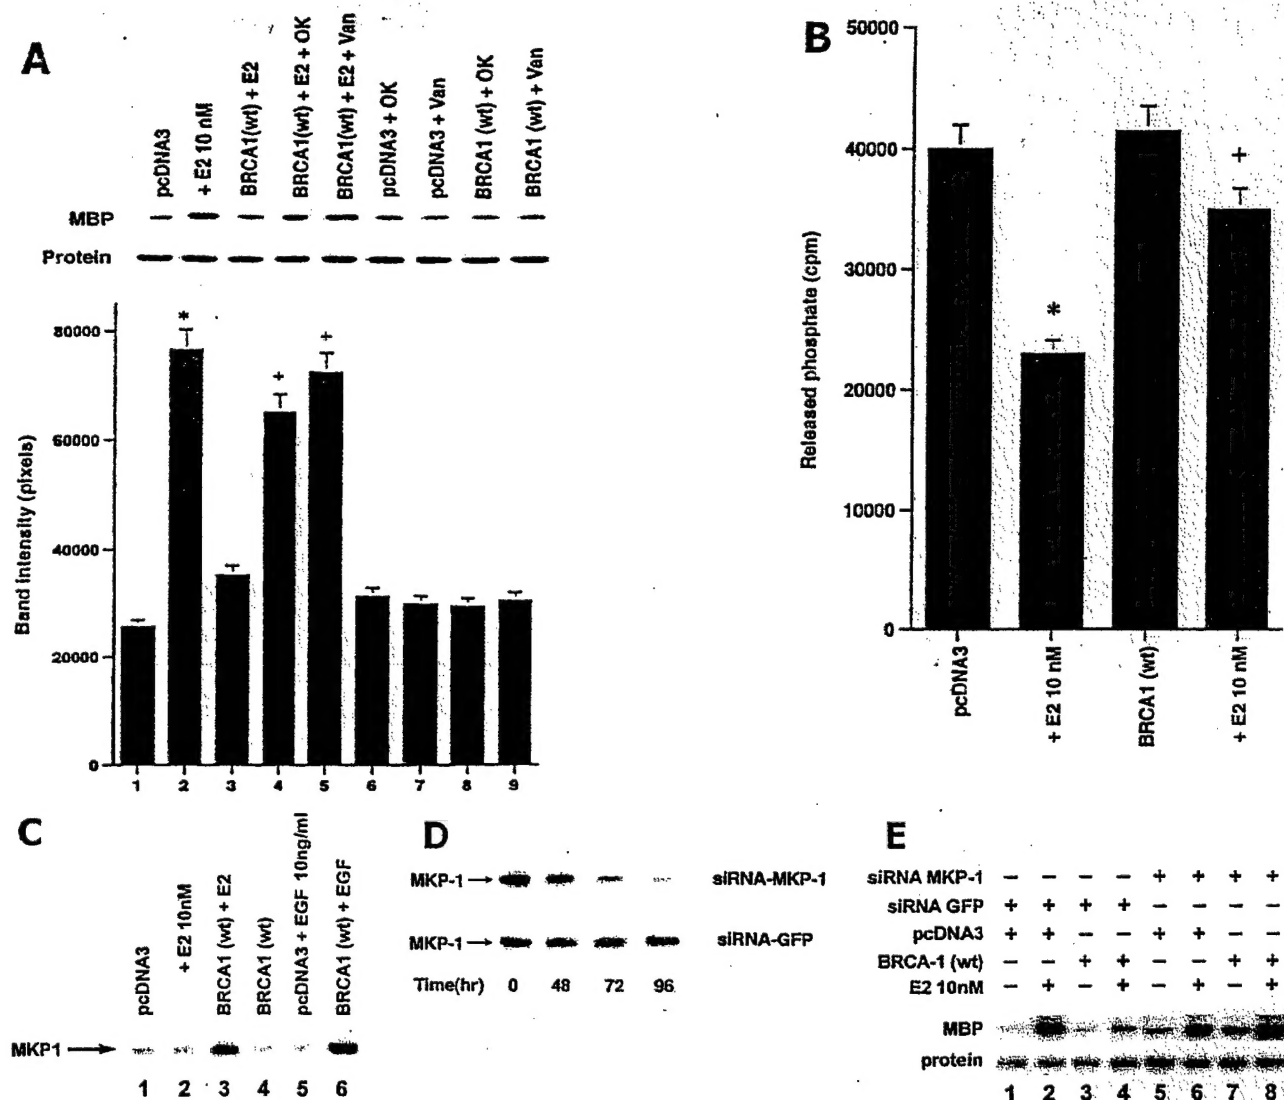 A
pcDNA3
+ E2 10 nM
BRCA1(wt) + E2
BRCA1(wt) + E2 + OK
BRCA1(wt) + E2 + Van
pcDNA3 + OK
pcDNA3 + Van
BRCA1 (wt) + OK
BRCA1 (wt) + Van
MBP
Protein
Band Intensity (pixels)
80000
60000
40000
20000
0
* + +
1 2 3 4 5 6 7 8 9
B
Released phosphate (cpm)
50000
40000
30000
20000
10000
0
* +
pcDNA3
+ E2 10 nM
BRCA1 (wt)
+ E2 10 nM
C
pcDNA3
+ E2 10nM
BRCA1 (wt) + E2
BRCA1 (wt)
pcDNA3 + EGF 10ng/ml
BRCA1 (wt) + EGF
MKP1
1 2 3 4 5 6
D
MKP-1 siRNA-MKP-1
MKP-1 siRNA-GFP
Time(hr) 0 48 72 96
E
siRNA MKP-1 – – – – + + + +
siRNA GFP + + + + – – – –
pcDNA3 + + – – + + – –
BRCA-1 (wt) – – + + – – + +
E2 10nM – + – + – + – +
MBP
protein
1 2 3 4 5 6 7 8